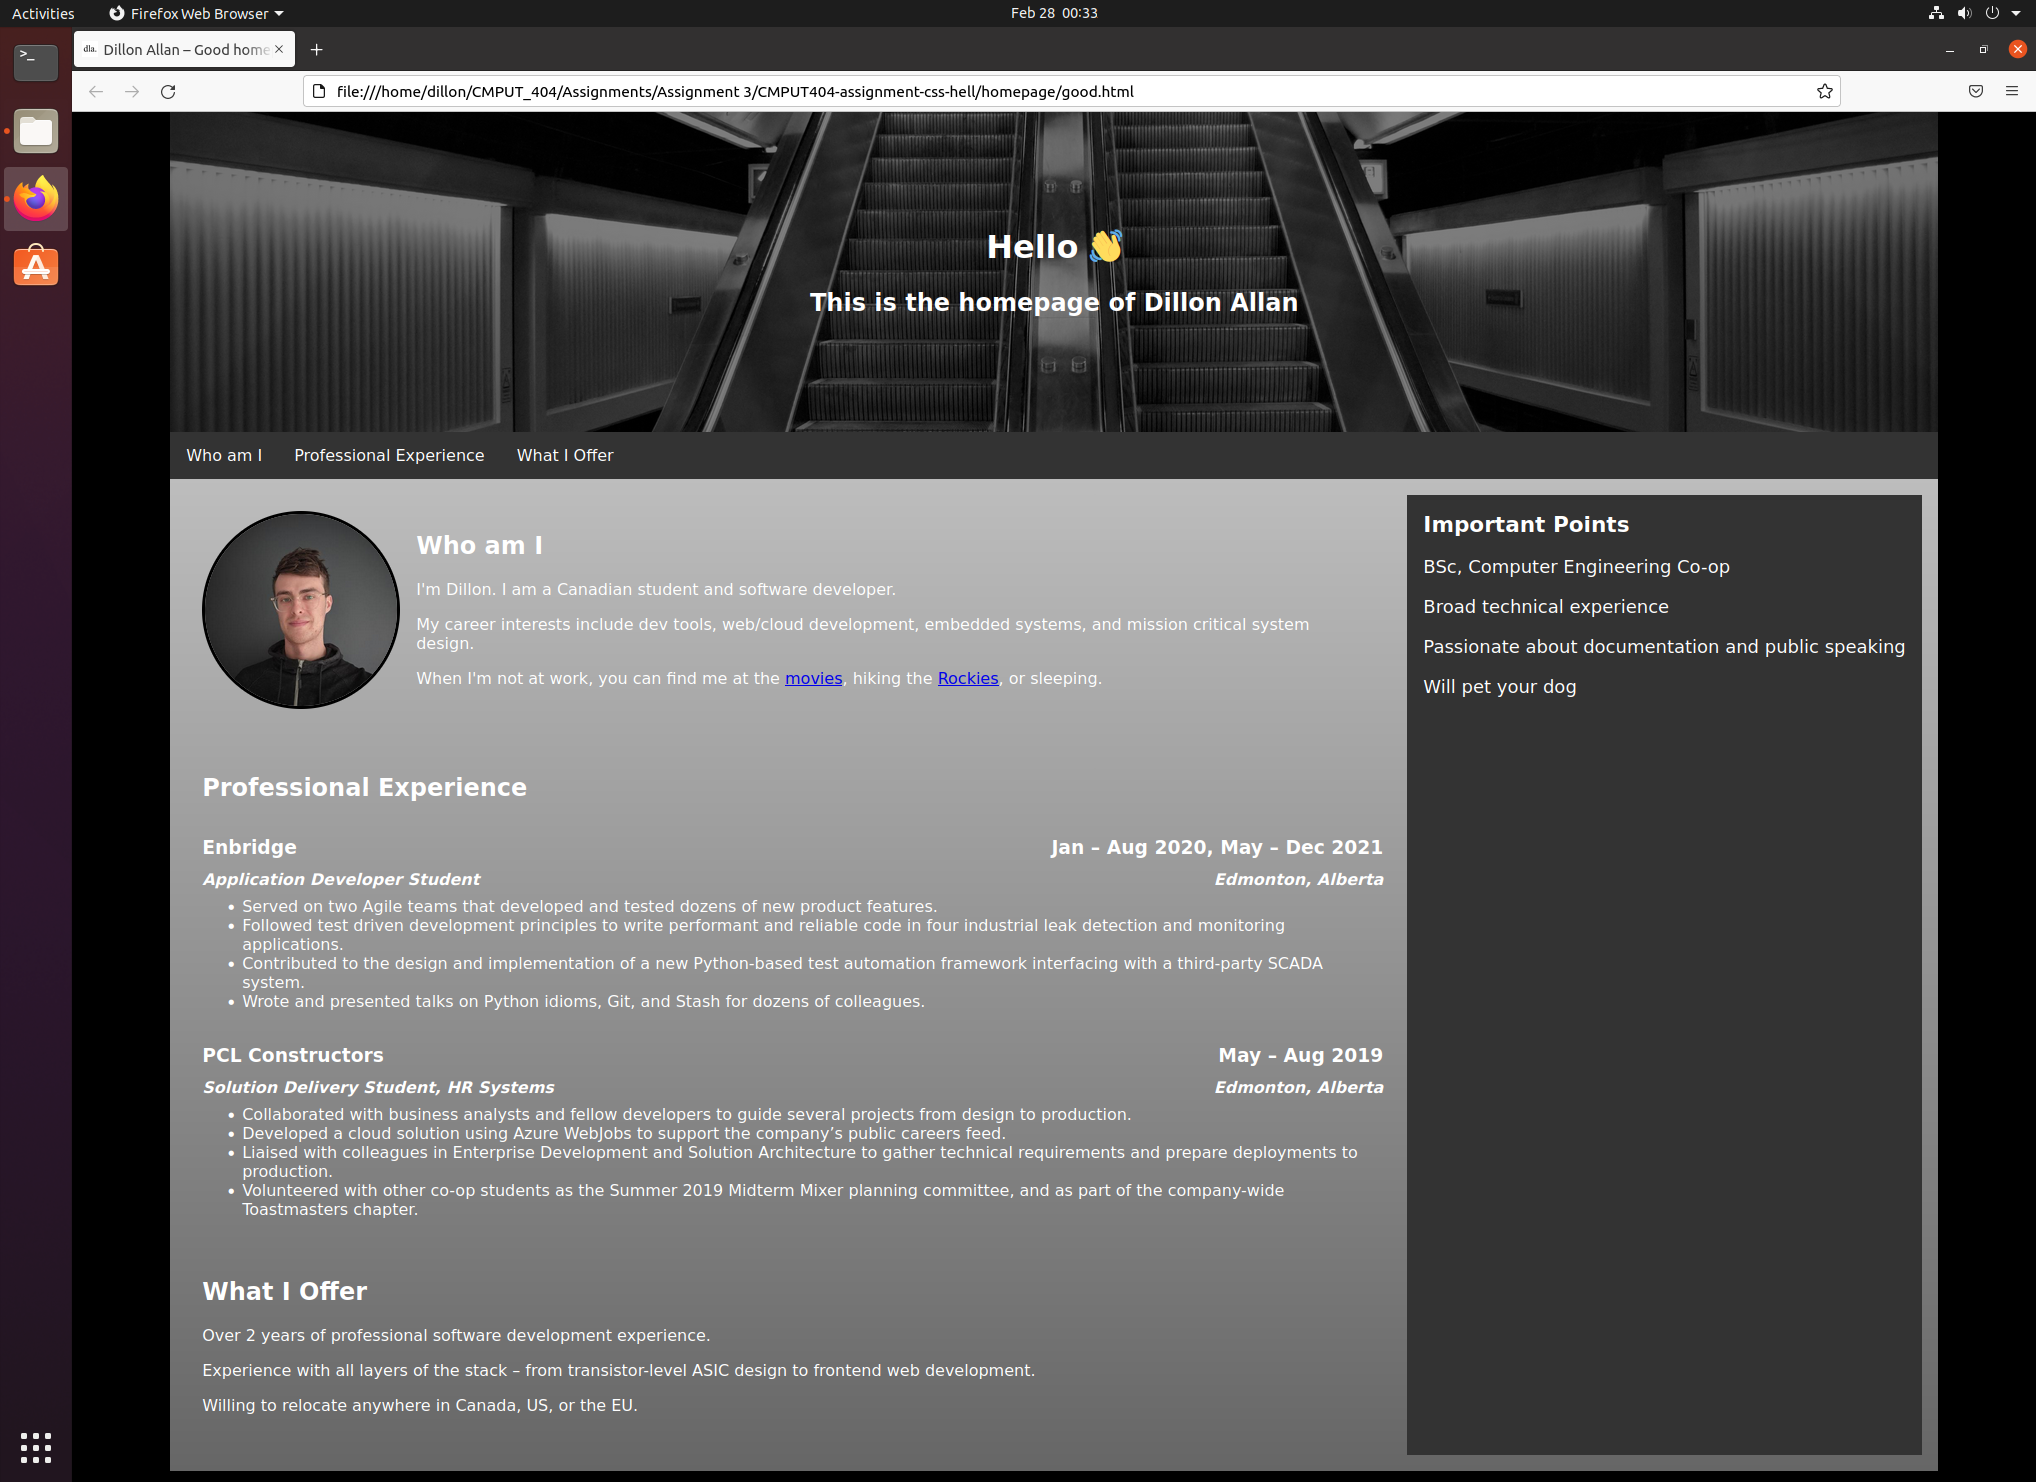 Activities
Firefox Web Browser
Feb 28 00:33
dla. Dillon Allan – Good home
file:///home/dillon/CMPUT_404/Assignments/Assignment 3/CMPUT404-assignment-css-hell/homepage/good.html
Hello 👋
This is the homepage of Dillon Allan
Who am I
Professional Experience
What I Offer
Who am I
I'm Dillon. I am a Canadian student and software developer.
My career interests include dev tools, web/cloud development, embedded systems, and mission critical system
design.
When I'm not at work, you can find me at the movies, hiking the Rockies, or sleeping.
Important Points
BSc, Computer Engineering Co-op
Broad technical experience
Passionate about documentation and public speaking
Will pet your dog
Professional Experience
Enbridge
Jan – Aug 2020, May – Dec 2021
Application Developer Student
Edmonton, Alberta
• Served on two Agile teams that developed and tested dozens of new product features.
• Followed test driven development principles to write performant and reliable code in four industrial leak detection and monitoring
applications.
• Contributed to the design and implementation of a new Python-based test automation framework interfacing with a third-party SCADA
system.
• Wrote and presented talks on Python idioms, Git, and Stash for dozens of colleagues.
PCL Constructors
May – Aug 2019
Solution Delivery Student, HR Systems
Edmonton, Alberta
• Collaborated with business analysts and fellow developers to guide several projects from design to production.
• Developed a cloud solution using Azure WebJobs to support the company’s public careers feed.
• Liaised with colleagues in Enterprise Development and Solution Architecture to gather technical requirements and prepare deployments to
production.
• Volunteered with other co-op students as the Summer 2019 Midterm Mixer planning committee, and as part of the company-wide
Toastmasters chapter.
What I Offer
Over 2 years of professional software development experience.
Experience with all layers of the stack – from transistor-level ASIC design to frontend web development.
Willing to relocate anywhere in Canada, US, or the EU.